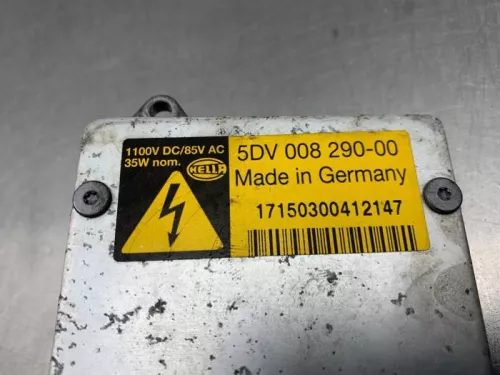 1100V DC/85V AC
35W nom.
HELLA
5DV 008 290-00
Made in Germany
17150300412147